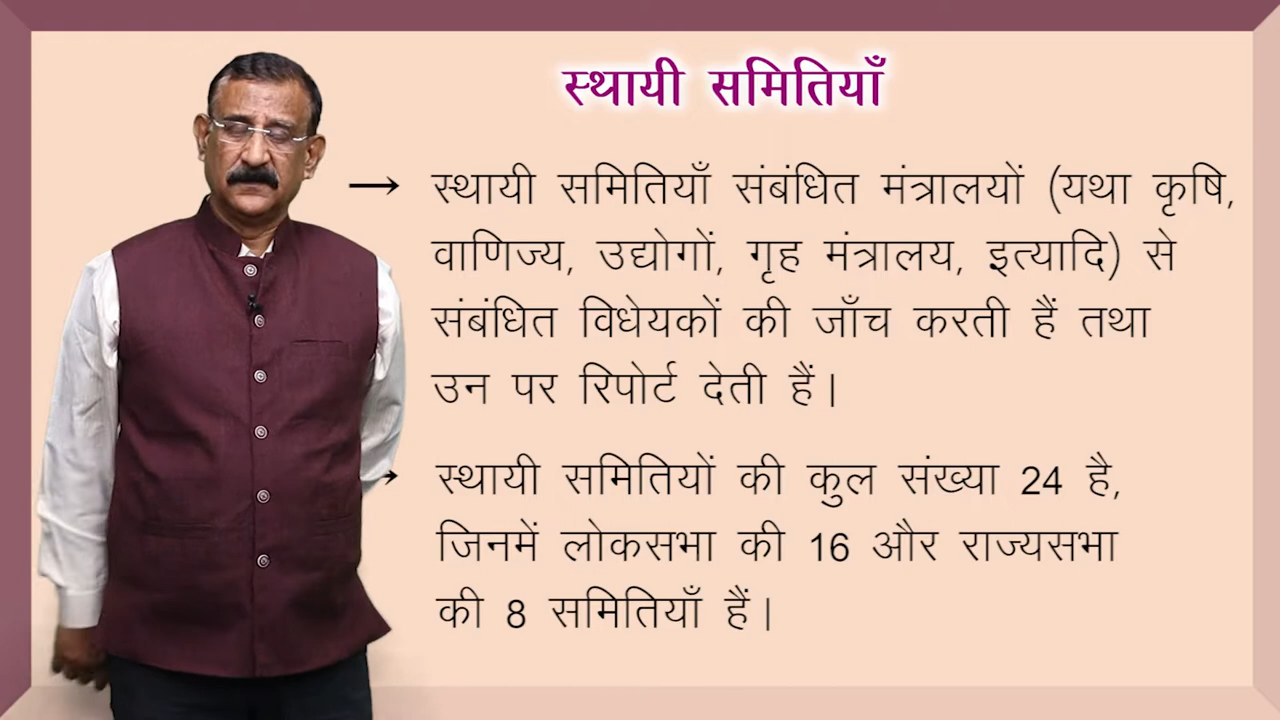 स्थायी समितियाँ
→ स्थायी समितियाँ संबंधित मंत्रालयों (यथा कृषि,
वाणिज्य, उद्योगों, गृह मंत्रालय, इत्यादि) से
संबंधित विधेयकों की जाँच करती हैं तथा
उन पर रिपोर्ट देती हैं।
→ स्थायी समितियों की कुल संख्या 24 है,
जिनमें लोकसभा की 16 और राज्यसभा
की 8 समितियाँ हैं।